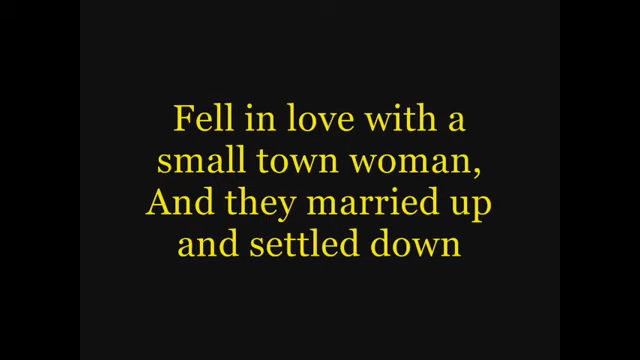 Fell in love with a
small town woman,
And they married up
and settled down